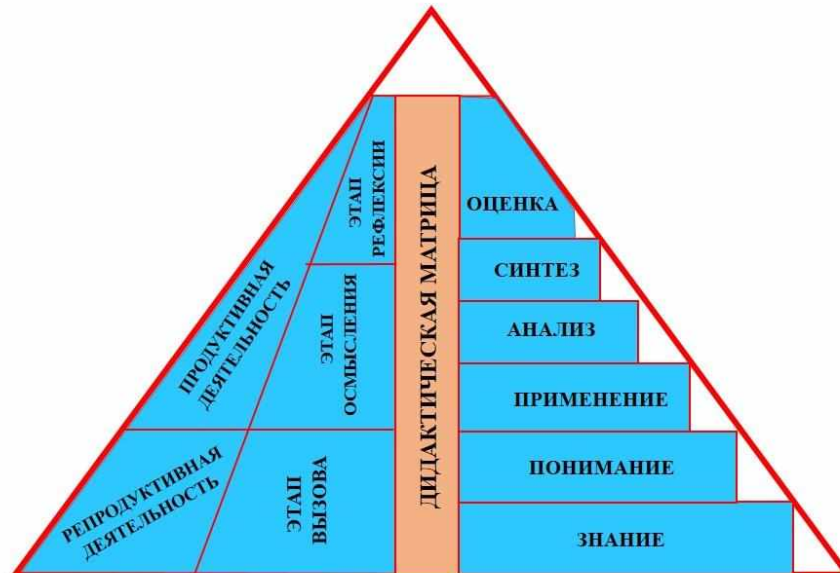 ПРОДУКТИВНАЯ
ДЕЯТЕЛЬНОСТЬ
РЕПРОДУКТИВНАЯ
ДЕЯТЕЛЬНОСТЬ
ЭТАП
РЕФЛЕКСИИ
ЭТАП
ОСМЫСЛЕНИЯ
ЭТАП
ВЫЗОВА
ДИДАКТИЧЕСКАЯ МАТРИЦА
ОЦЕНКА
СИНТЕЗ
АНАЛИЗ
ПРИМЕНЕНИЕ
ПОНИМАНИЕ
ЗНАНИЕ